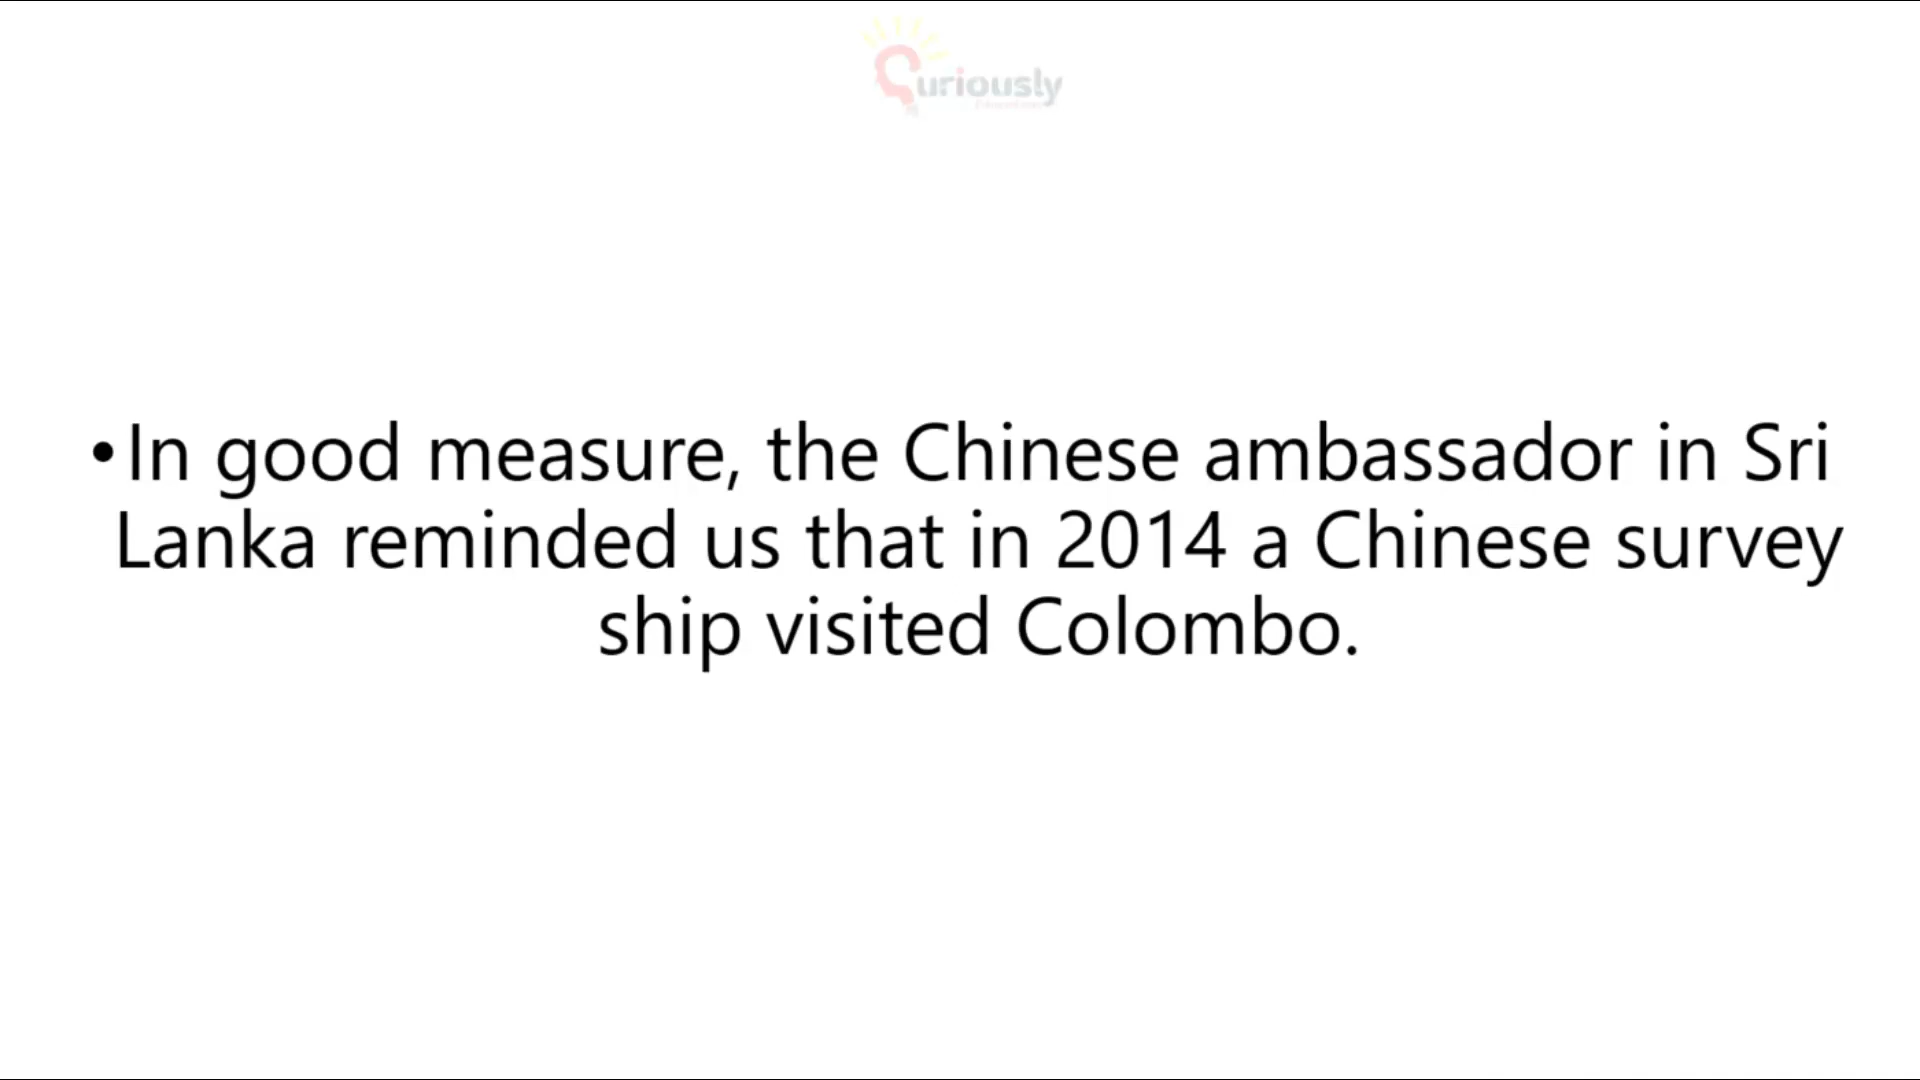 uriously
•In good measure, the Chinese ambassador in Sri
Lanka reminded us that in 2014 a Chinese survey
ship visited Colombo.